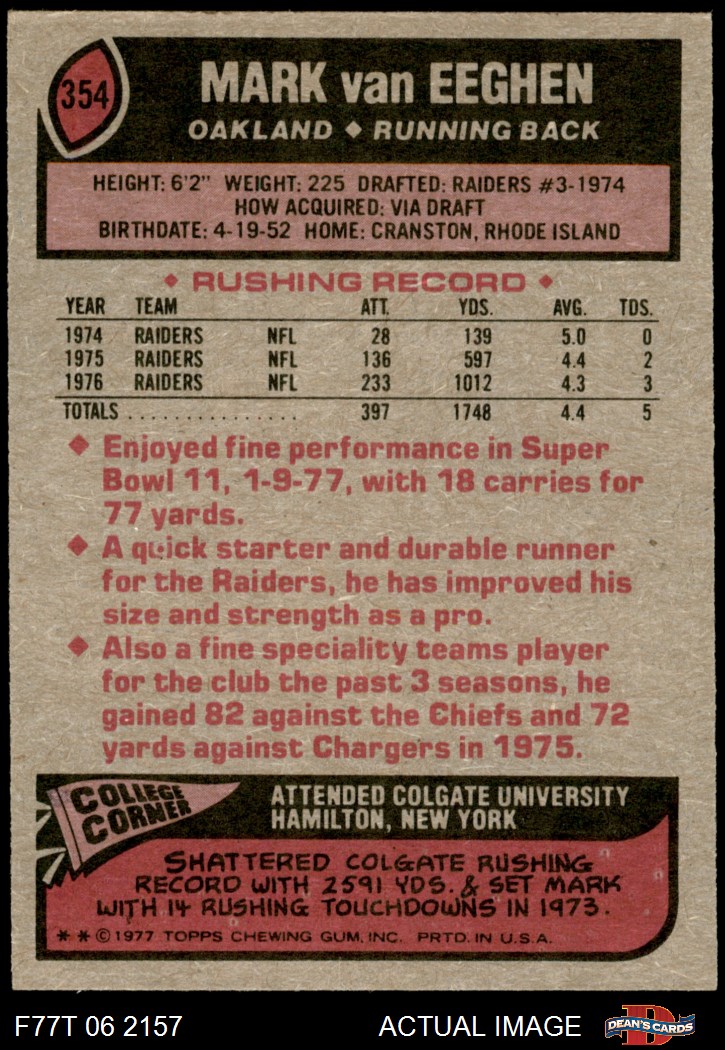 354
MARK van EEGHEN
OAKLAND ◆ RUNNING BACK
HEIGHT: 6'2" WEIGHT: 225 DRAFTED: RAIDERS #3-1974
HOW ACQUIRED: VIA DRAFT
BIRTHDATE: 4-19-52 HOME: CRANSTON, RHODE ISLAND
◆ RUSHING RECORD ◆
YEAR TEAM ATT. YDS. AVG. TDS.
1974 RAIDERS NFL 28 139 5.0 0
1975 RAIDERS NFL 136 597 4.4 2
1976 RAIDERS NFL 233 1012 4.3 3
TOTALS ................ 397 1748 4.4 5
◆ Enjoyed fine performance in Super
Bowl 11, 1-9-77, with 18 carries for
77 yards.
◆ A quick starter and durable runner
for the Raiders, he has improved his
size and strength as a pro.
◆ Also a fine speciality teams player
for the club the past 3 seasons, he
gained 82 against the Chiefs and 72
yards against Chargers in 1975.
COLLEGE
CORNER
ATTENDED COLGATE UNIVERSITY
HAMILTON, NEW YORK
SHATTERED COLGATE RUSHING
RECORD WITH 2591 YDS. & SET MARK
WITH 14 RUSHING TOUCHDOWNS IN 1973.
** © 1977 TOPPS CHEWING GUM, INC. PRTD. IN U.S.A.
F77T 06 2157 ACTUAL IMAGE
D
DEAN'S CARDS